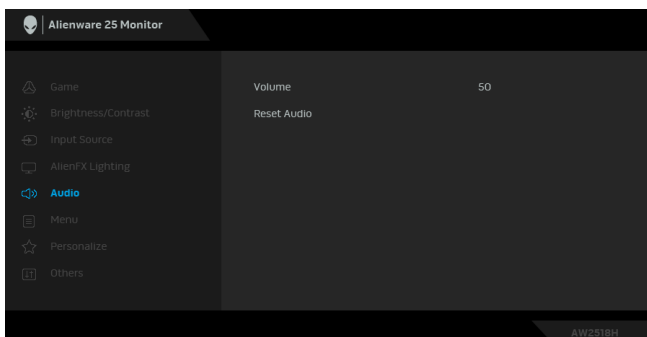 Alienware 25 Monitor
Game
Volume 50
Brightness/Contrast
Reset Audio
Input Source
AlienFX Lighting
Audio
Menu
Personalize
Others
AW2518H